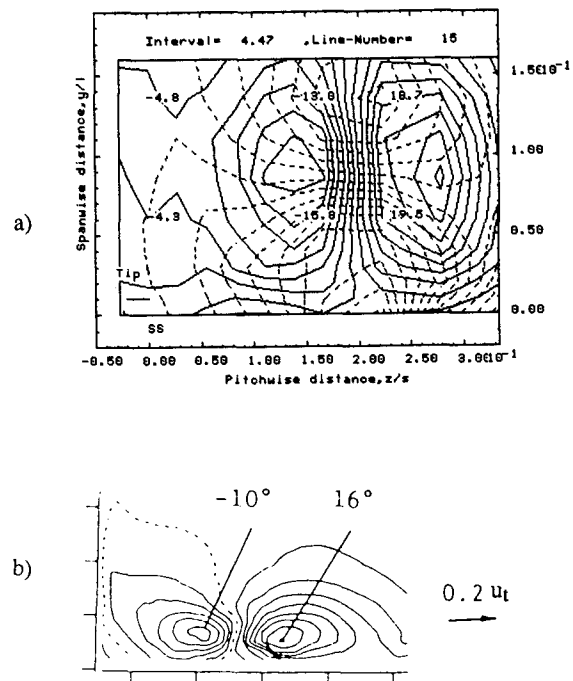 Interval= 4.47 ,Line-Number= 15
a)
Spanwise distance,y/l
-4.8
-13.8
18.7
-4.3
-15.8
19.5
Tip
SS
1.50E-1
1.00
0.50
0.00
-0.50 0.00 0.50 1.00 1.50 2.00 2.50 3.00E-1
Pitchwise distance,z/s
b)
-10°
16°
0.2 ut